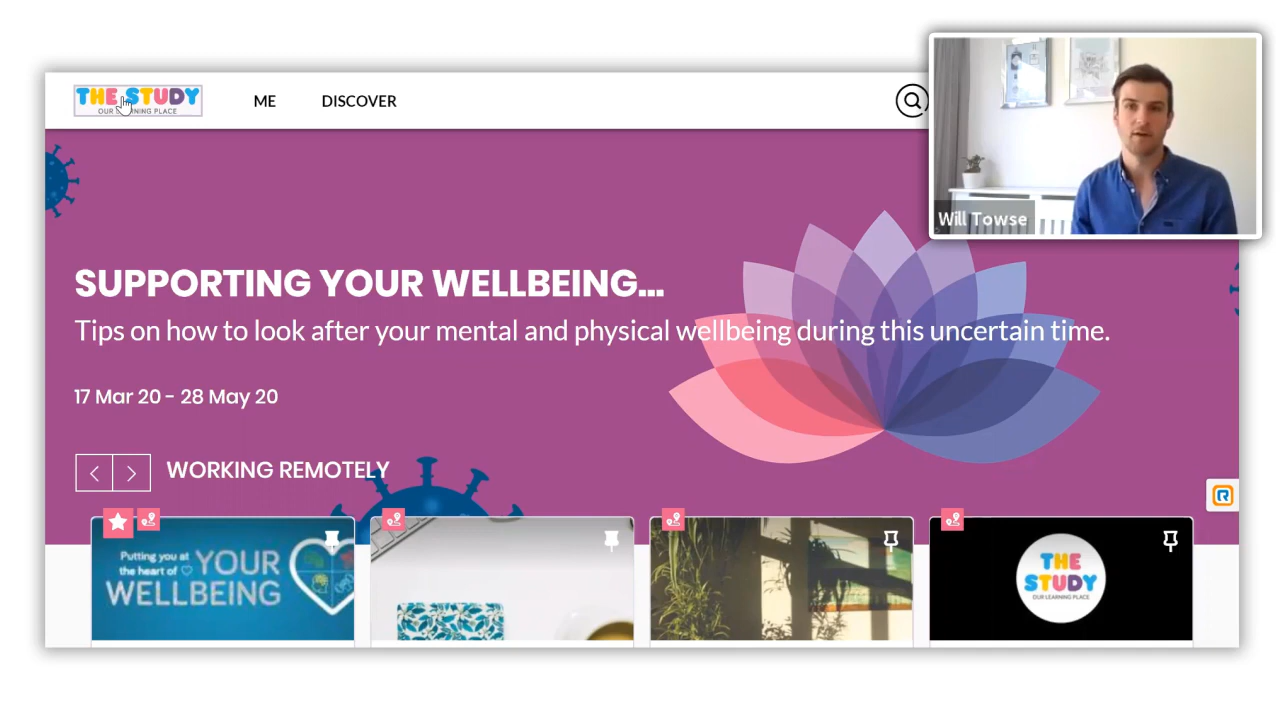 THE STUDY
OUR LEARNING PLACE
ME
DISCOVER
Will Towse
SUPPORTING YOUR WELLBEING...
Tips on how to look after your mental and physical wellbeing during this uncertain time.
17 Mar 20 - 28 May 20
WORKING REMOTELY
Putting you at
the heart of
YOUR
WELLBEING
THE
STUDY
OUR LEARNING PLACE
R